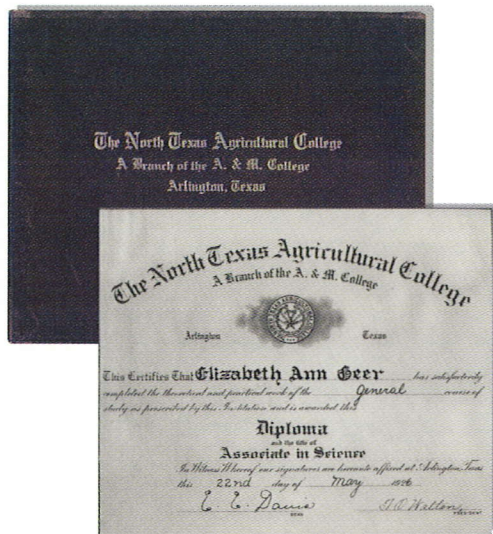 The North Texas Agricultural College
A Branch of the A. & M. College
Arlington, Texas
The North Texas Agricultural College
A Branch of the A. & M. College
Arlington Texas
This Certifies That Elizabeth Ann Geer has satisfactorily
completed the theoretical and practical work of the General course of
study as prescribed by this Institution and is awarded this
Diploma
and the title of
Associate in Science
In Witness Whereof our signatures are hereunto affixed at Arlington, Texas
this 22nd day of May
E. E. Davis
DEAN
T. O. Walton
PRESIDENT